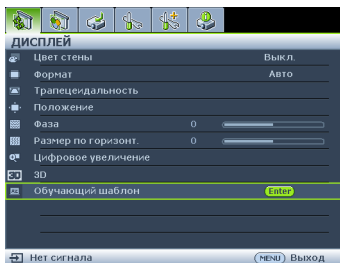 ДИСПЛЕЙ
Цвет стены Выкл.
Формат Авто
Трапецеидальность
Положение
Фаза 0
Размер по горизонт. 0
Цифровое увеличение
3D 3D
Обучающий шаблон Enter
Нет сигнала MENU Выход